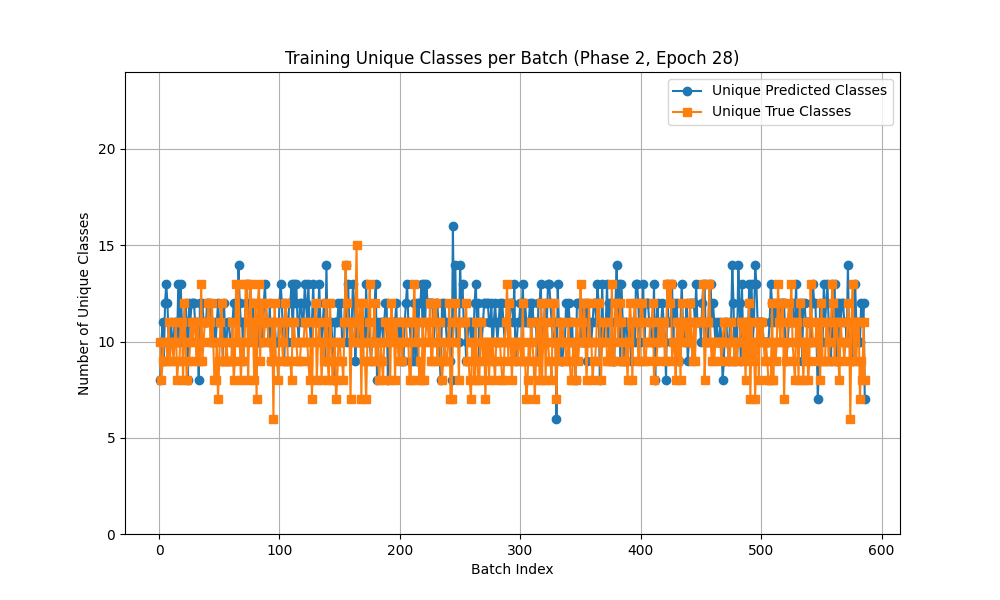 Training Unique Classes per Batch (Phase 2, Epoch 28)
Unique Predicted Classes
Unique True Classes
Number of Unique Classes
20
15
10
5
0
0 100 200 300 400 500 600
Batch Index